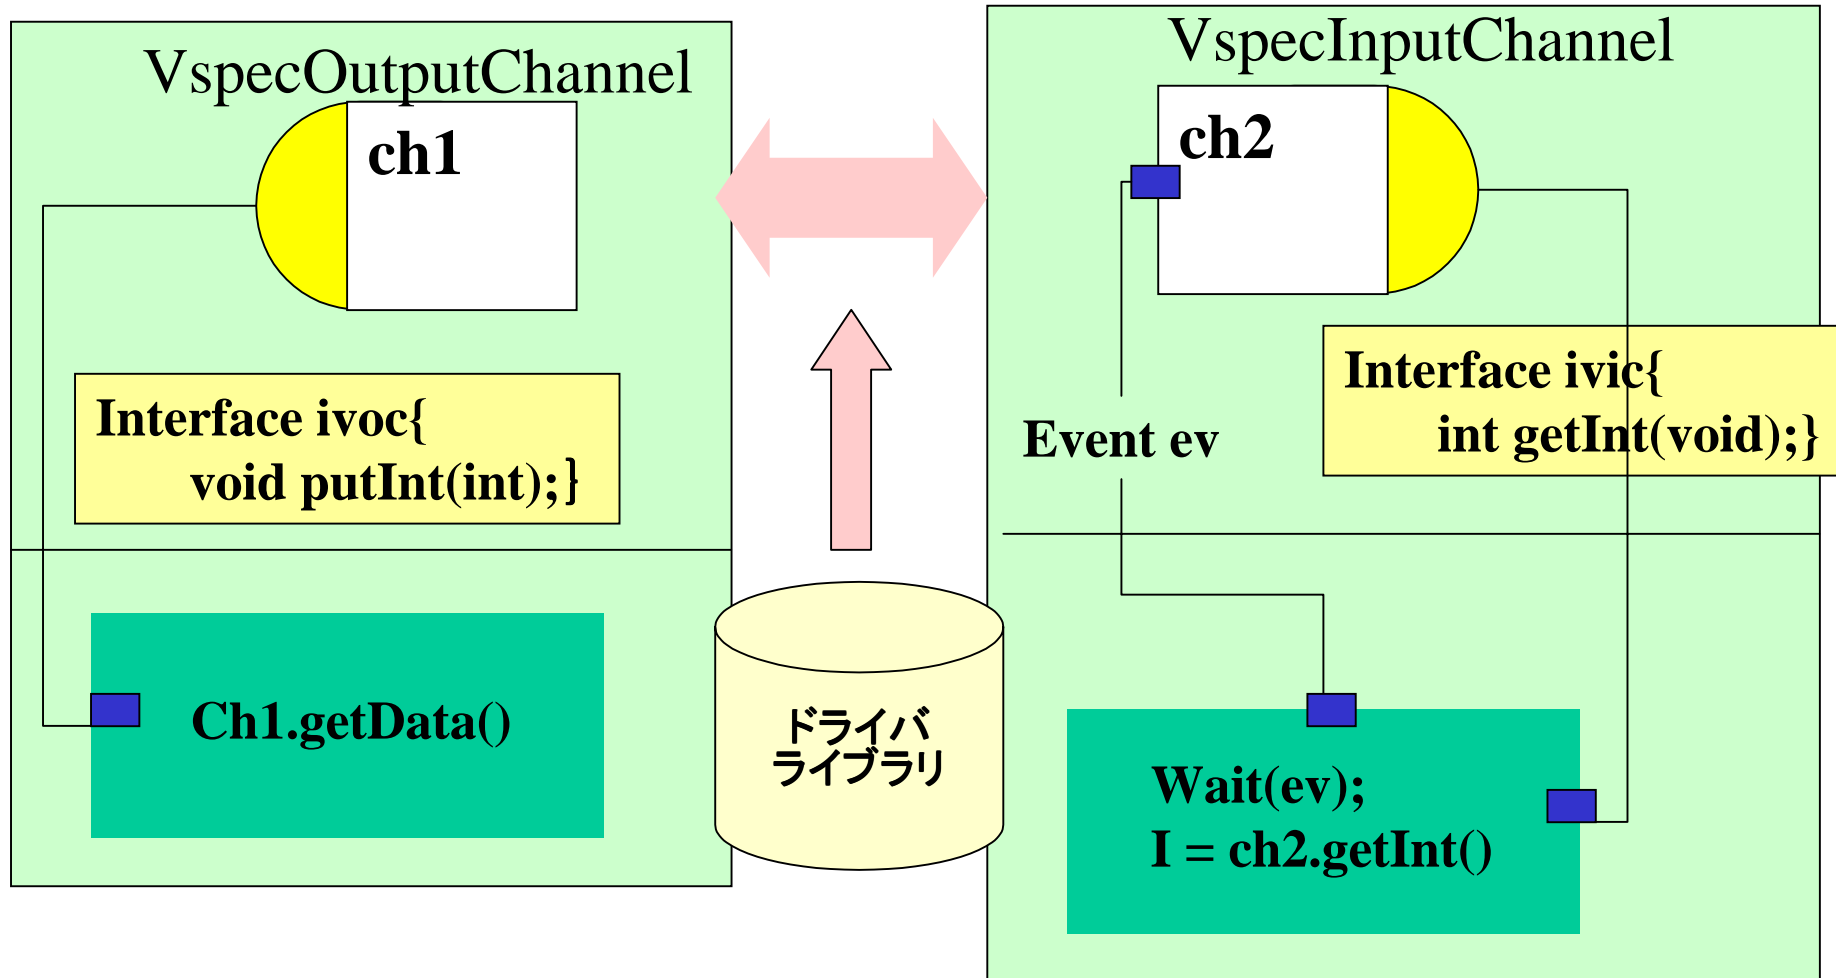 VspecOutputChannel
ch1
Interface ivoc{
void putInt(int);}
Ch1.getData()
ドライバ
ライブラリ
VspecInputChannel
ch2
Event ev
Interface ivic{
int getInt(void);}
Wait(ev);
I = ch2.getInt()